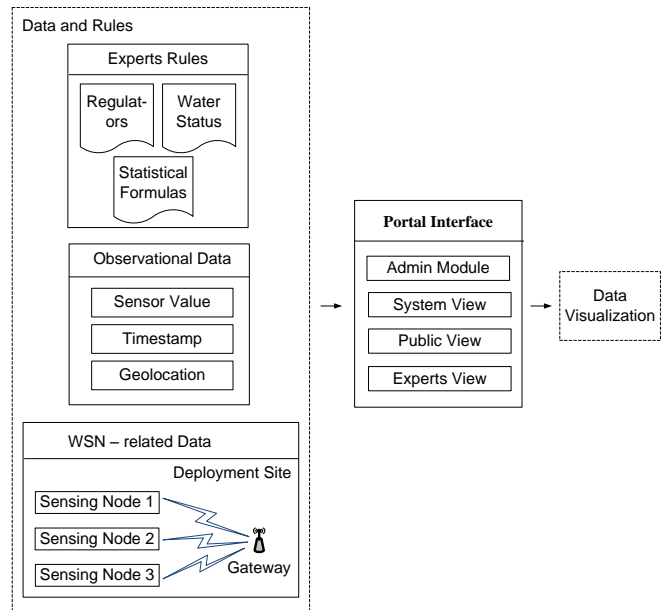 Data and Rules
Experts Rules
Regulat-
ors
Water
Status
Statistical
Formulas
Observational Data
Sensor Value
Timestamp
Geolocation
WSN – related Data
Deployment Site
Sensing Node 1
Sensing Node 2
Sensing Node 3
Gateway
Portal Interface
Admin Module
System View
Public View
Experts View
Data
Visualization